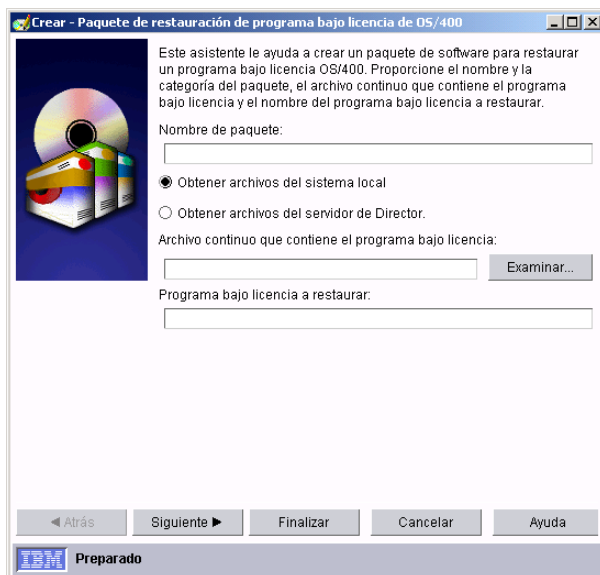 Crear - Paquete de restauración de programa bajo licencia de OS/400
Este asistente le ayuda a crear un paquete de software para restaurar
un programa bajo licencia OS/400. Proporcione el nombre y la
categoría del paquete, el archivo continuo que contiene el programa
bajo licencia y el nombre del programa bajo licencia a restaurar.
Nombre de paquete:
Obtener archivos del sistema local
Obtener archivos del servidor de Director.
Archivo continuo que contiene el programa bajo licencia:
Examinar...
Programa bajo licencia a restaurar:
Atrás Siguiente Finalizar Cancelar Ayuda
IBM Preparado